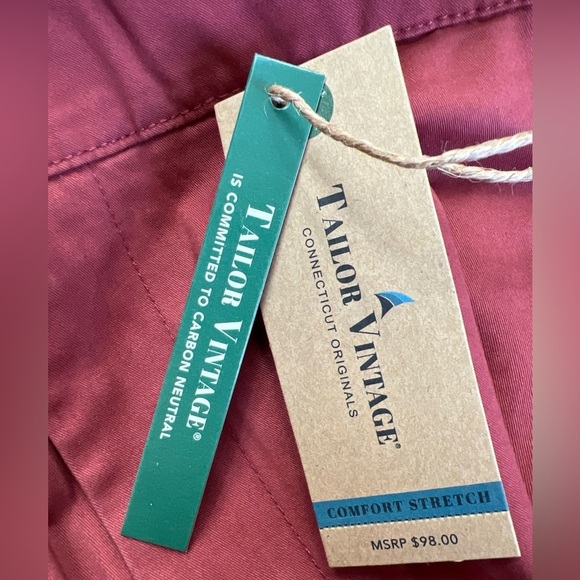 TAILOR VINTAGE®
IS COMMITTED TO CARBON NEUTRAL
TAILOR VINTAGE®
CONNECTICUT ORIGINALS
COMFORT STRETCH
MSRP $98.00